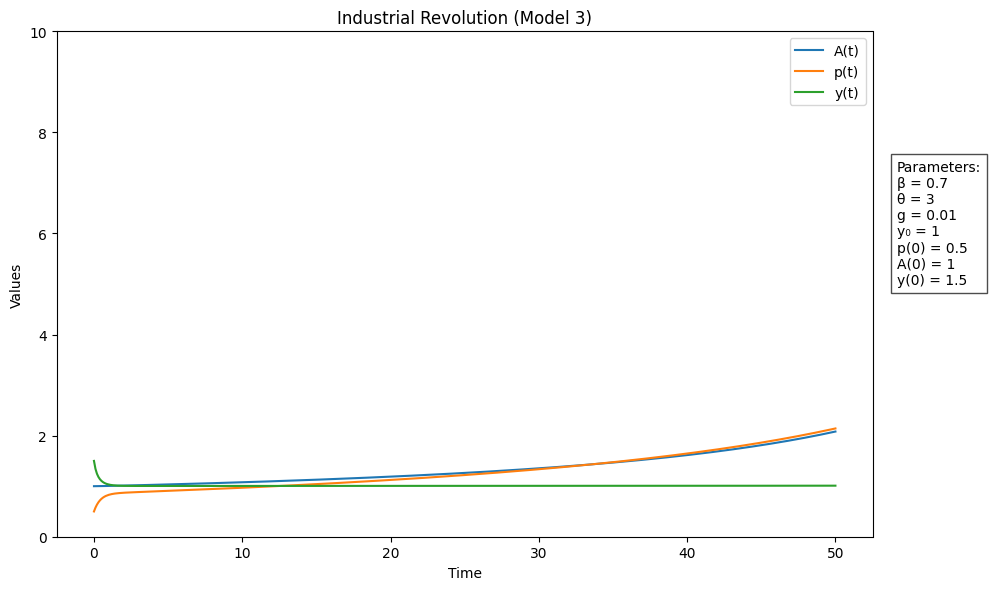 Industrial Revolution (Model 3)
10
8
6
4
2
0
Values
0 10 20 30 40 50
Time
A(t)
p(t)
y(t)
Parameters:
β = 0.7
θ = 3
g = 0.01
y₀ = 1
p(0) = 0.5
A(0) = 1
y(0) = 1.5